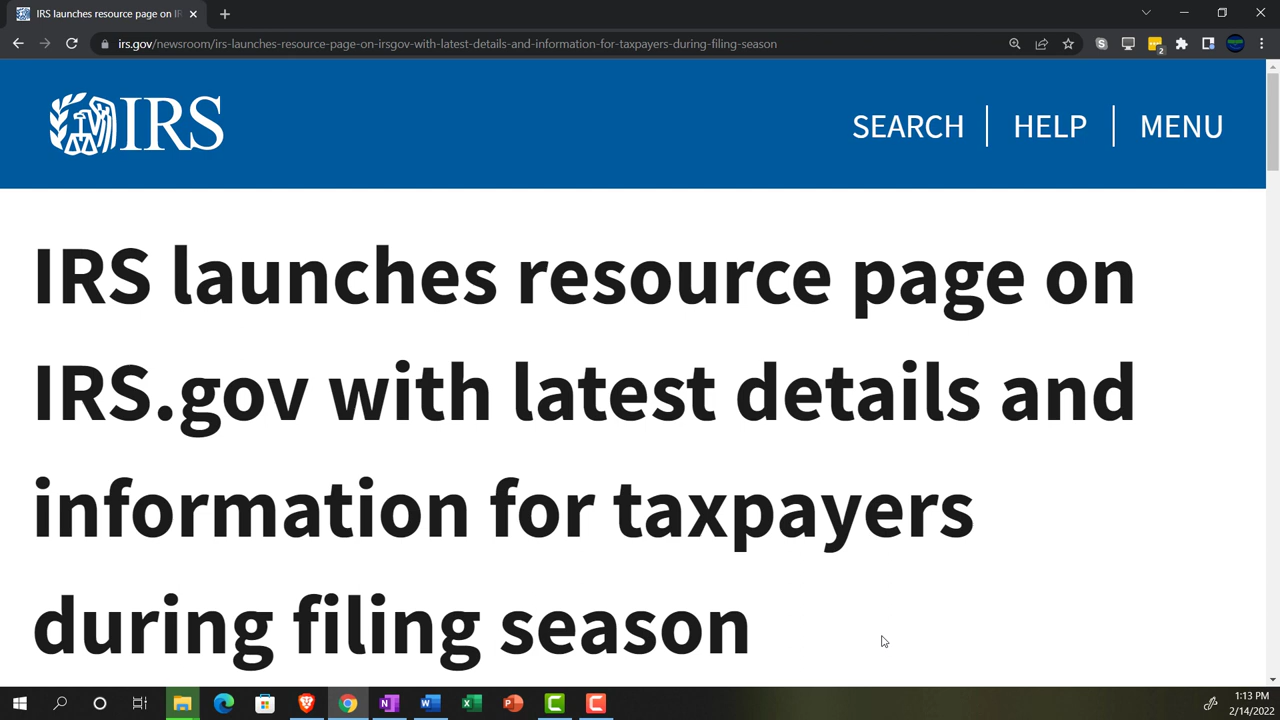 IRS launches resource page on IR
irs.gov/newsroom/irs-launches-resource-page-on-irsgov-with-latest-details-and-information-for-taxpayers-during-filing-season
2
IRS
SEARCH
HELP
MENU
IRS launches resource page on
IRS.gov with latest details and
information for taxpayers
during filing season
1:13 PM
2/14/2022